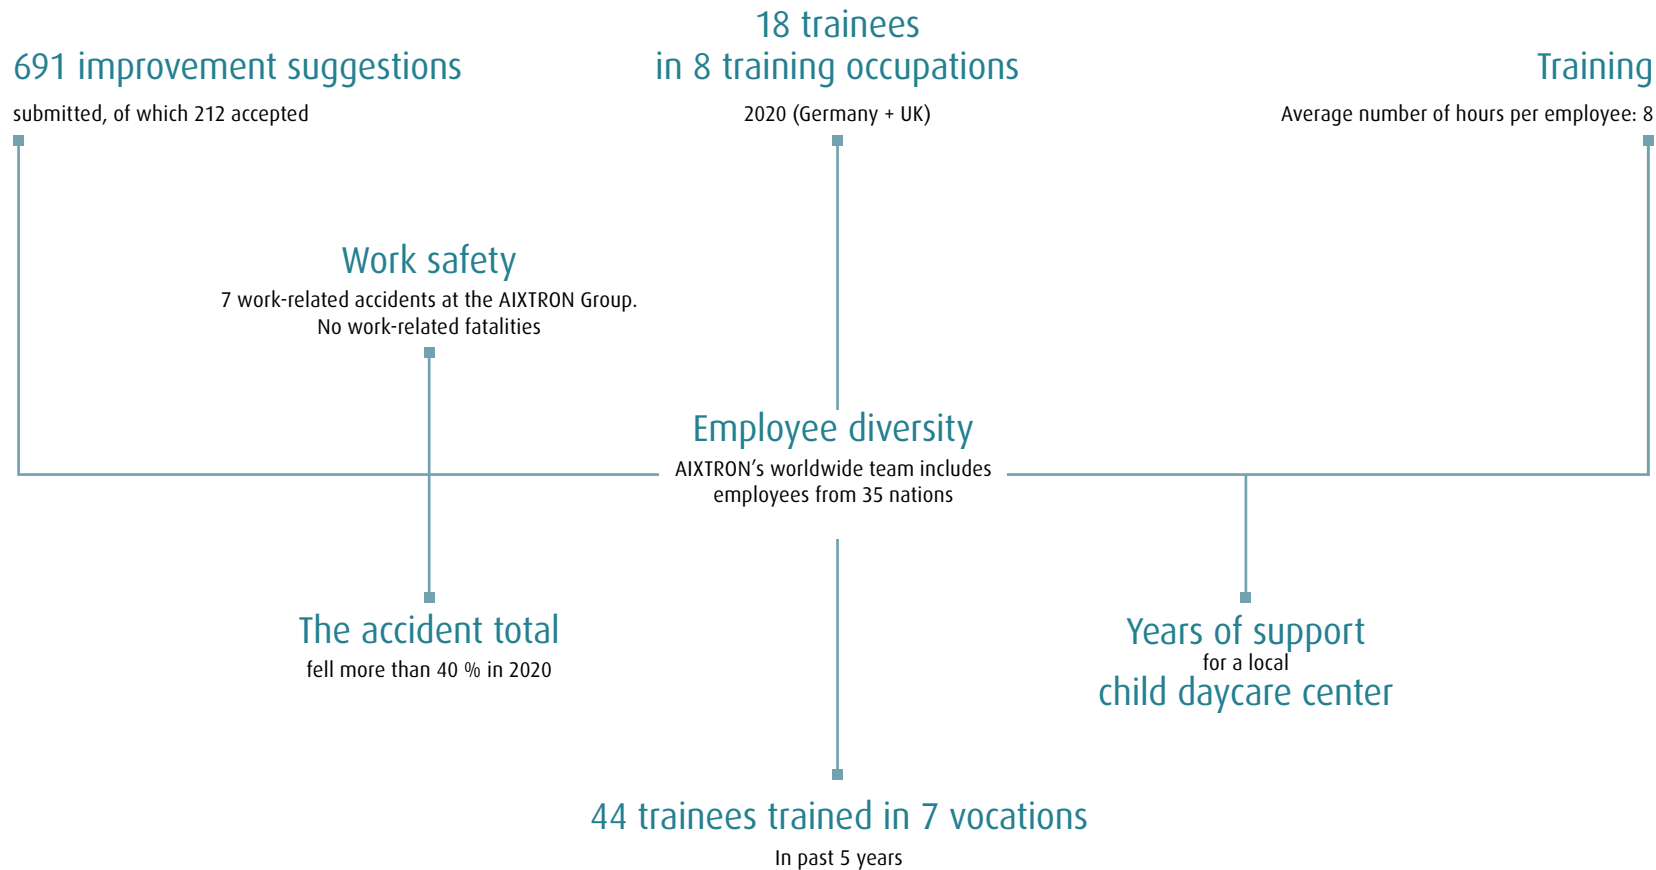 691 improvement suggestions
submitted, of which 212 accepted
18 trainees
in 8 training occupations
2020 (Germany + UK)
Training
Average number of hours per employee: 8
Work safety
7 work-related accidents at the AIXTRON Group.
No work-related fatalities
Employee diversity
AIXTRON’s worldwide team includes
employees from 35 nations
The accident total
fell more than 40 % in 2020
Years of support
for a local
child daycare center
44 trainees trained in 7 vocations
In past 5 years